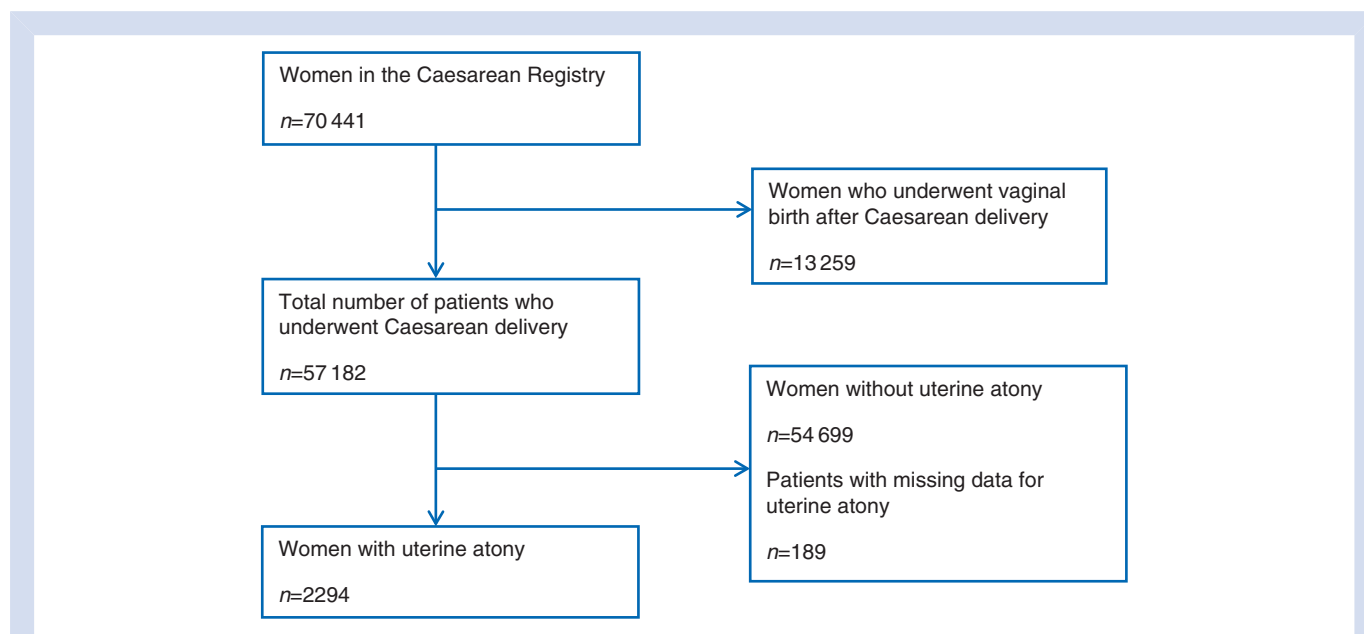 Women in the Caesarean Registry
n=70 441
Women who underwent vaginal
birth after Caesarean delivery
n=13 259
Total number of patients who
underwent Caesarean delivery
n=57 182
Women without uterine atony
n=54 699
Patients with missing data for
uterine atony
n=189
Women with uterine atony
n=2294